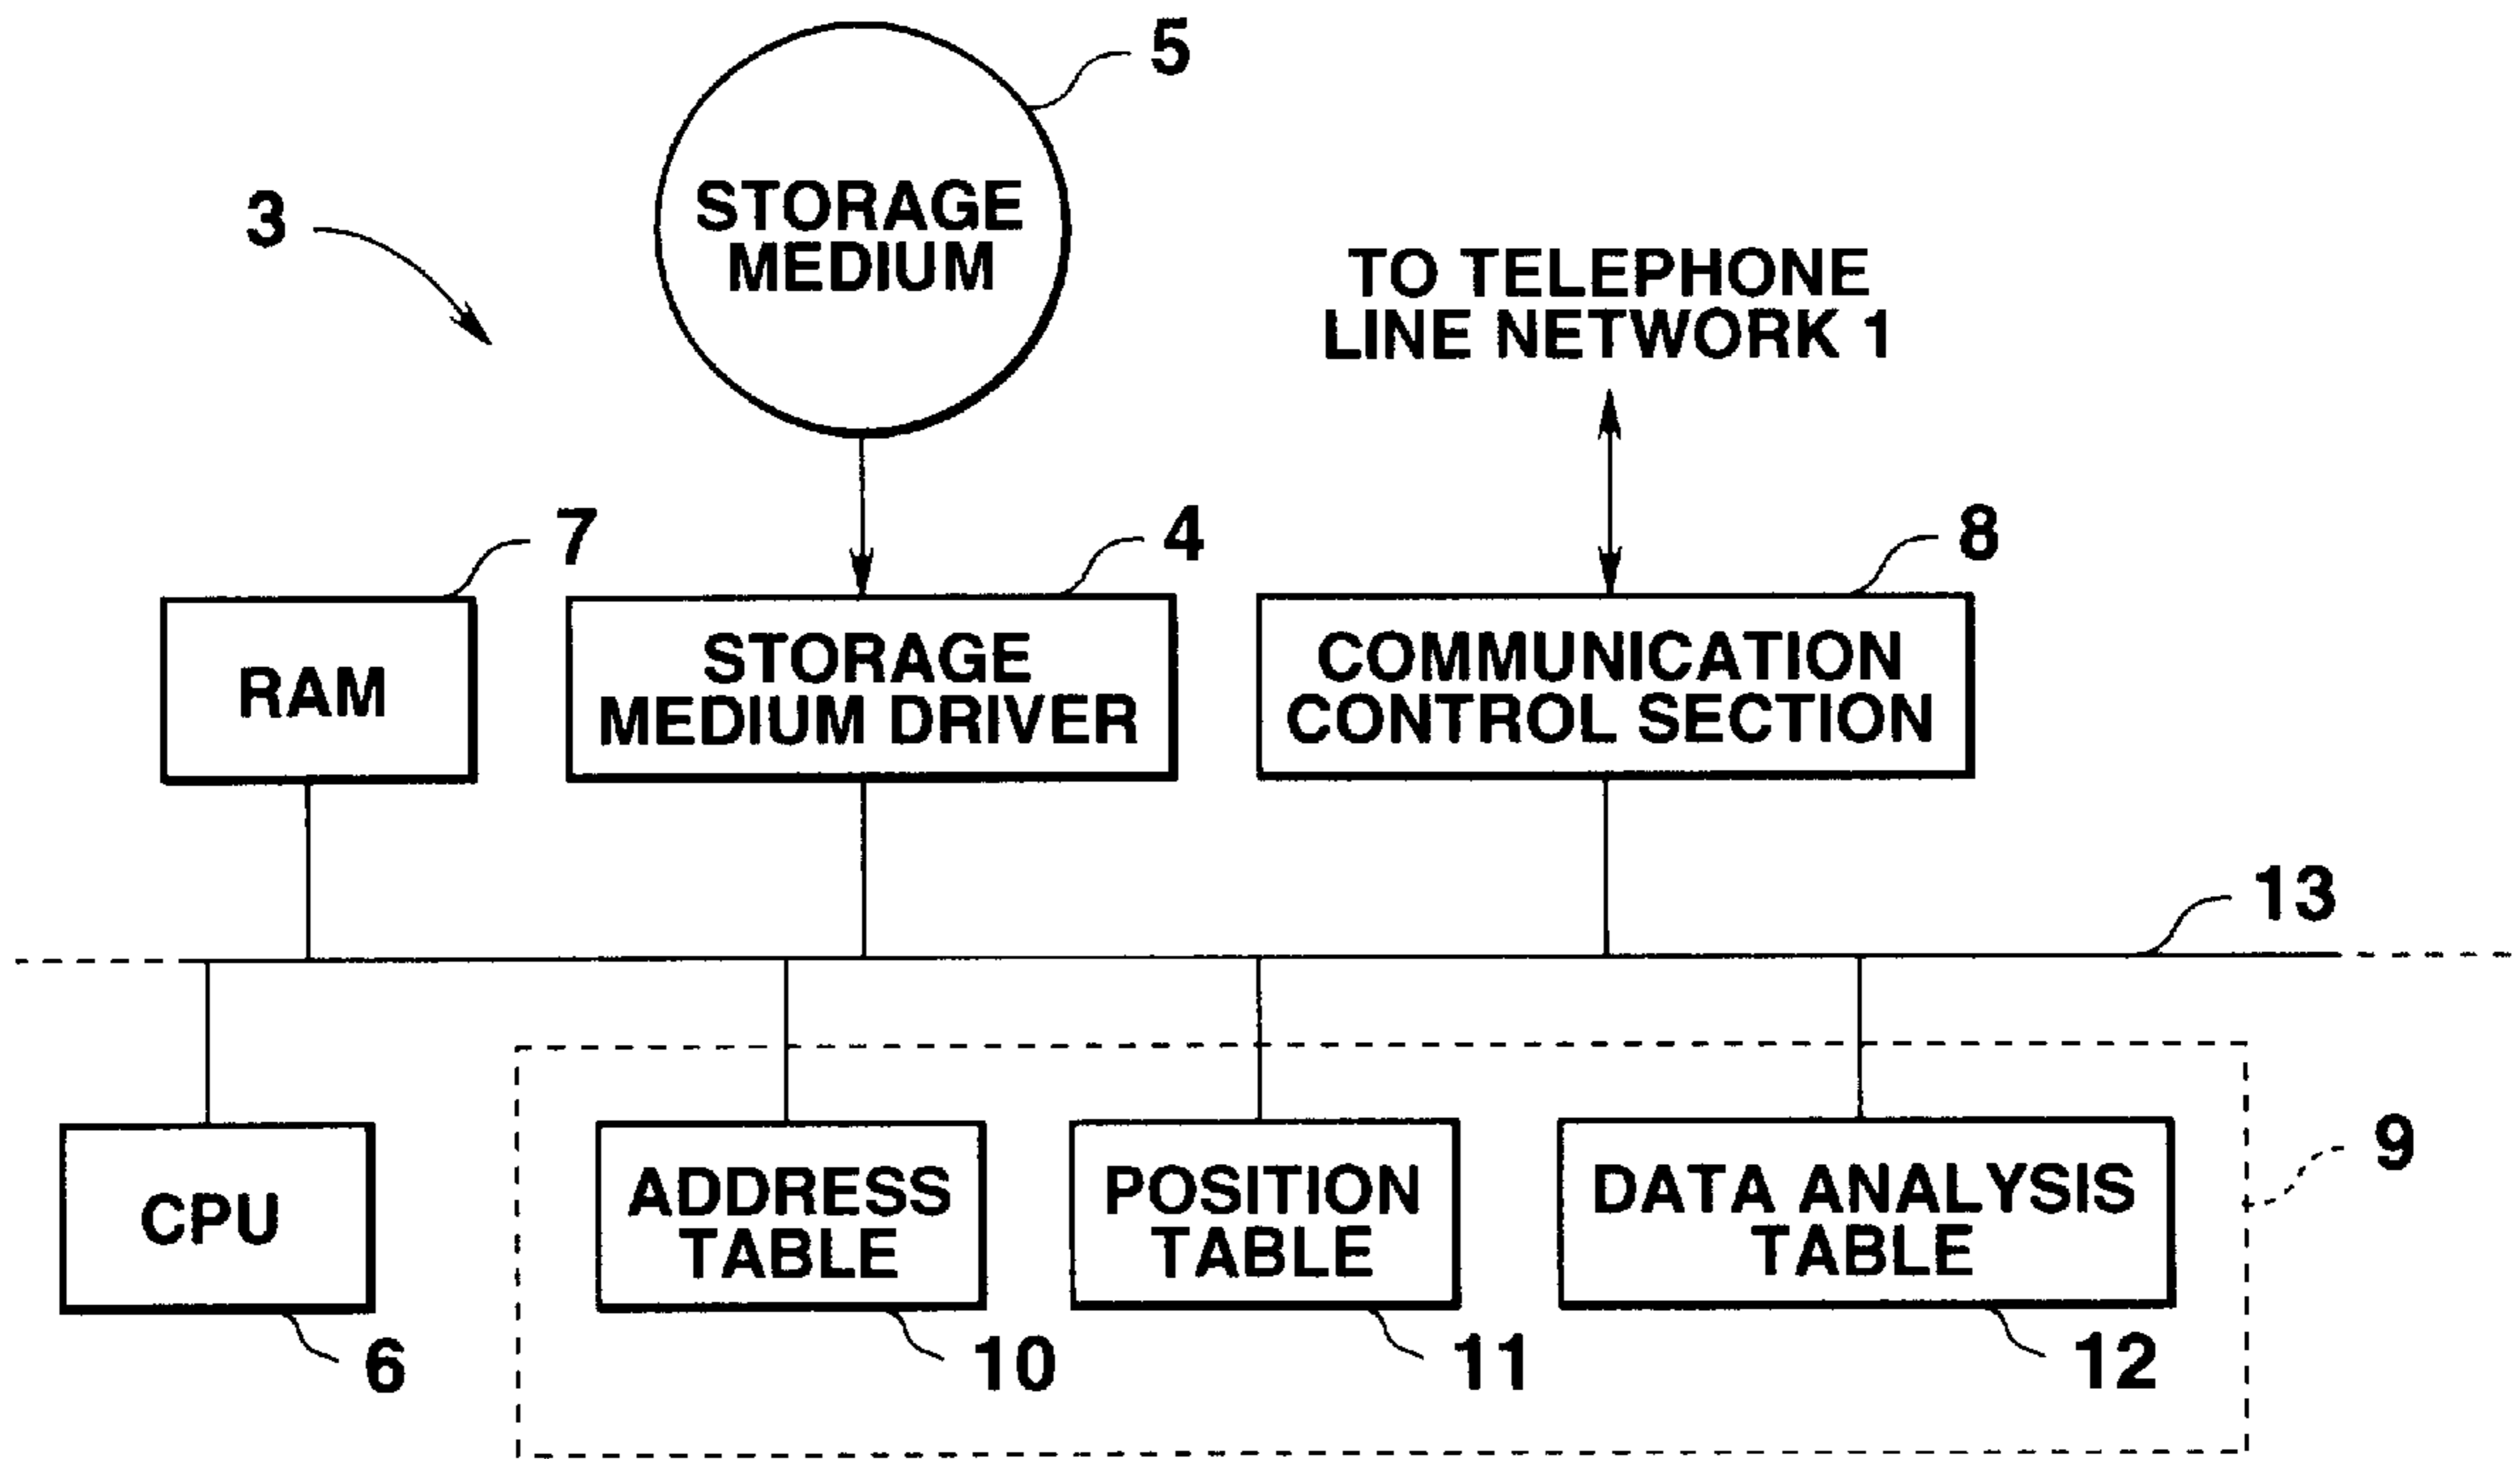 5
STORAGE
MEDIUM
3
TO TELEPHONE
LINE NETWORK 1
7
4
8
RAM
STORAGE
MEDIUM DRIVER
COMMUNICATION
CONTROL SECTION
13
9
CPU
ADDRESS
TABLE
POSITION
TABLE
DATA ANALYSIS
TABLE
6
10
11
12